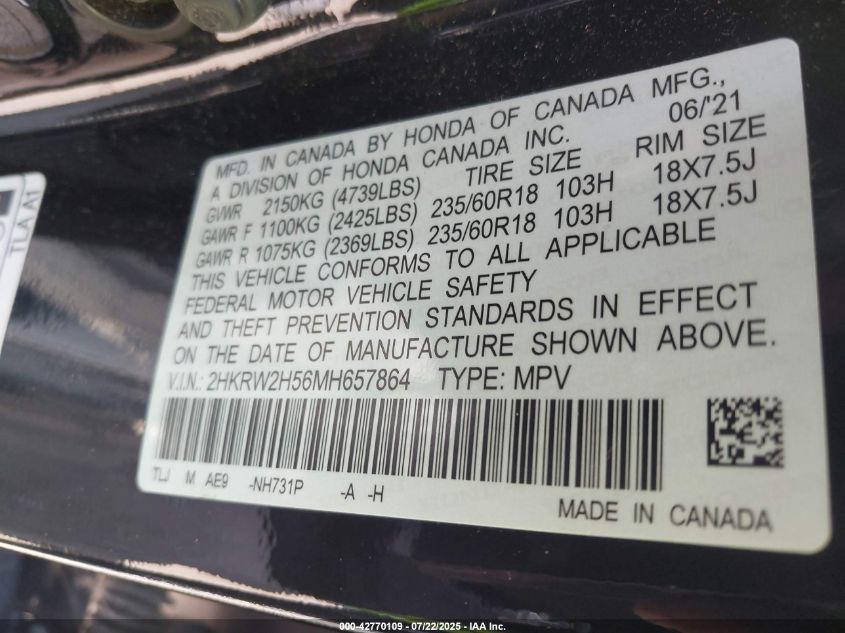 MFD. IN CANADA BY HONDA OF CANADA MFG.,
A DIVISION OF HONDA CANADA INC. 06/'21
GVWR 2150KG (4739LBS) TIRE SIZE RIM SIZE
GAWR F 1100KG (2425LBS) 235/60R18 103H 18X7.5J
GAWR R 1075KG (2369LBS) 235/60R18 103H 18X7.5J
THIS VEHICLE CONFORMS TO ALL APPLICABLE
FEDERAL MOTOR VEHICLE SAFETY
AND THEFT PREVENTION STANDARDS IN EFFECT
ON THE DATE OF MANUFACTURE SHOWN ABOVE.
V.I.N.: 2HKRW2H56MH657864 TYPE: MPV
TLJ M AE9 -NH731P -A -H
MADE IN CANADA
TLA A1
000-42770109 - 07/22/2025 - IAA Inc.